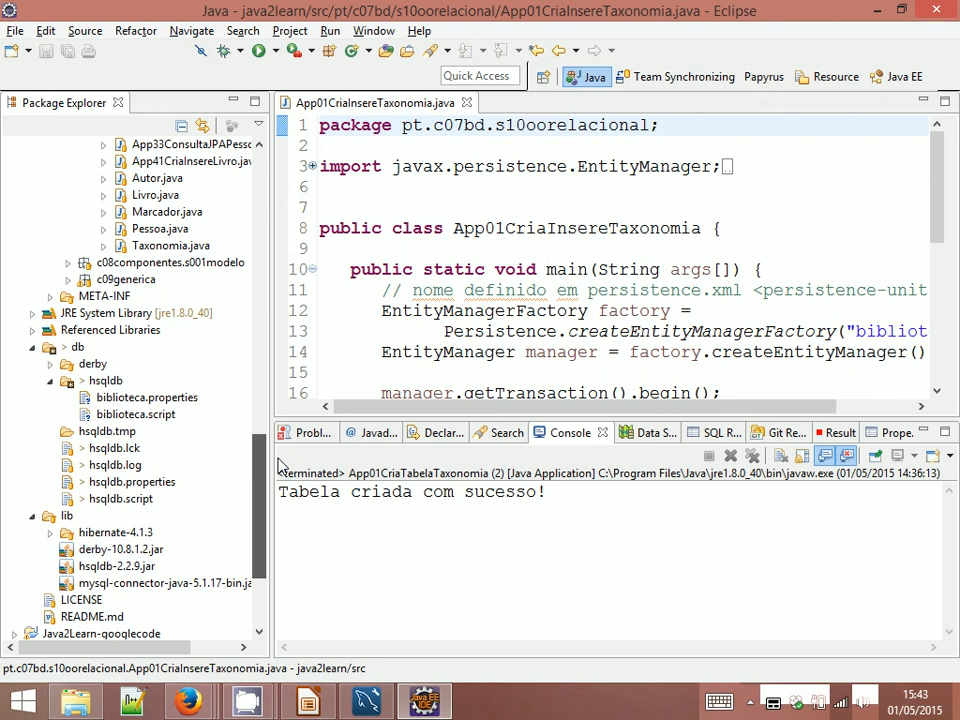 Java - java2learn/src/pt/c07bd/s10oorelacional/App01CriaInsereTaxonomia.java - Eclipse
File Edit Source Refactor Navigate Search Project Run Window Help
Quick Access Java Team Synchronizing Papyrus Resource Java EE
Package Explorer
App33ConsultaJPAPesso
App41CriaInsereLivro.jav
Autor.java
Livro.java
Marcador.java
Pessoa.java
Taxonomia.java
c08componentes.s001modelo
c09generica
META-INF
JRE System Library [jre1.8.0_40]
Referenced Libraries
> db
derby
> hsqldb
biblioteca.properties
biblioteca.script
hsqldb.tmp
> hsqldb.lck
> hsqldb.log
> hsqldb.properties
> hsqldb.script
lib
hibernate-4.1.3
derby-10.8.1.2.jar
hsqldb-2.2.9.jar
mysql-connector-java-5.1.17-bin.ja
LICENSE
README.md
Java2Learn-googlecode
App01CriaInsereTaxonomia.java
1 package pt.c07bd.s10oorelacional;
2
3 import javax.persistence.EntityManager;
6
7
8 public class App01CriaInsereTaxonomia {
9
10 public static void main(String args[]) {
11 // nome definido em persistence.xml <persistence-unit
12 EntityManagerFactory factory =
13 Persistence.createEntityManagerFactory("bibliot
14 EntityManager manager = factory.createEntityManager()
15
16 manager.getTransaction().begin();
Probl... Javad... Declar... Search Console Data S... SQL R... Git Re... Result Prope.
terminated> App01CriaTabelaTaxonomia (2) [Java Application] C:\Program Files\Java\jre1.8.0_40\bin\javaw.exe (01/05/2015 14:36:13)
Tabela criada com sucesso!
pt.c07bd.s10oorelacional.App01CriaInsereTaxonomia.java - java2learn/src
Java EE
IDE
15:43
01/05/2015